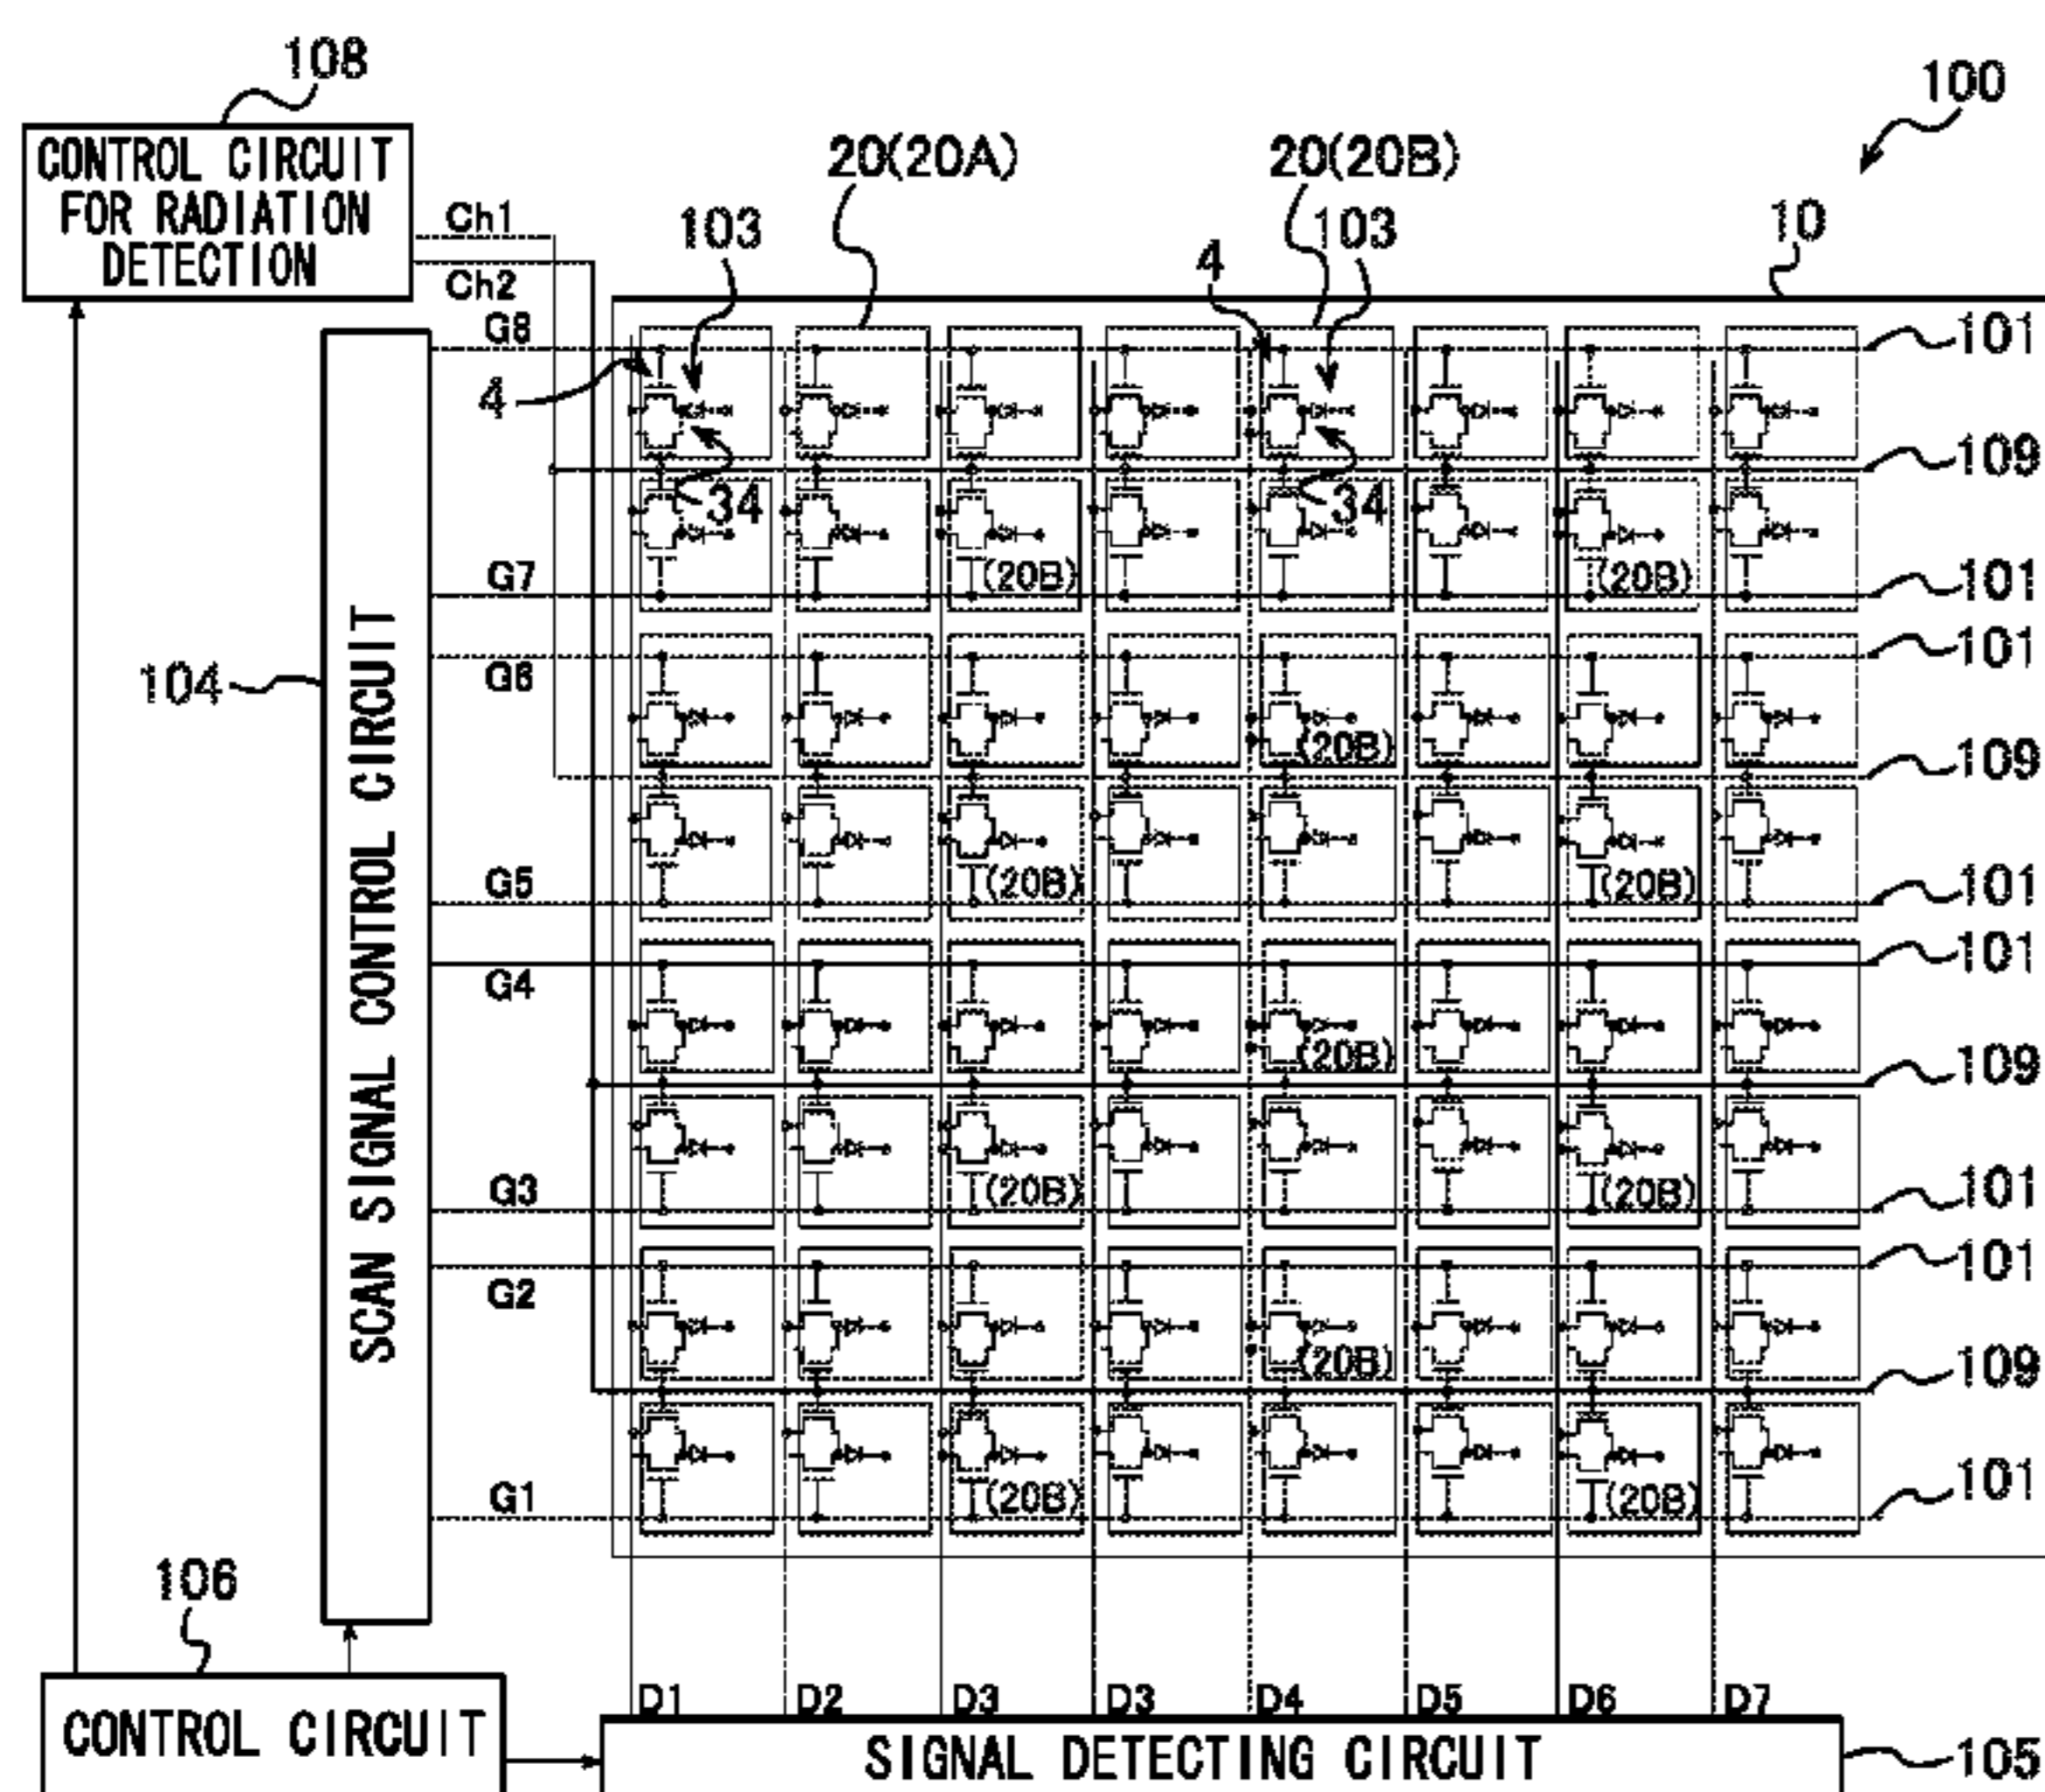 108
100
CONTROL CIRCUIT
FOR RADIATION
DETECTION
20(20A)
20(20B)
Ch1
103
103
10
4
Ch2
G8
101
4
109
34
34
G7
(20B)
(20B)
101
101
104
G6
(20B)
109
SCAN SIGNAL CONTROL CIRCUIT
G5
(20B)
(20B)
101
101
G4
(20B)
109
G3
(20B)
(20B)
101
101
G2
(20B)
109
G1
(20B)
(20B)
101
106
D1
D2
D3
D3
D4
D5
D6
D7
CONTROL CIRCUIT
SIGNAL DETECTING CIRCUIT
105